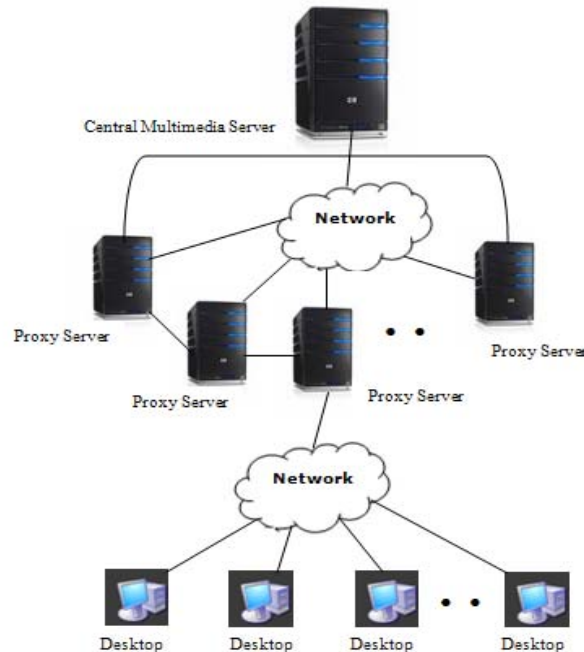 Central Multimedia Server
Network
Proxy Server
Proxy Server
Proxy Server
Proxy Server
Network
Desktop
Desktop
Desktop
Desktop